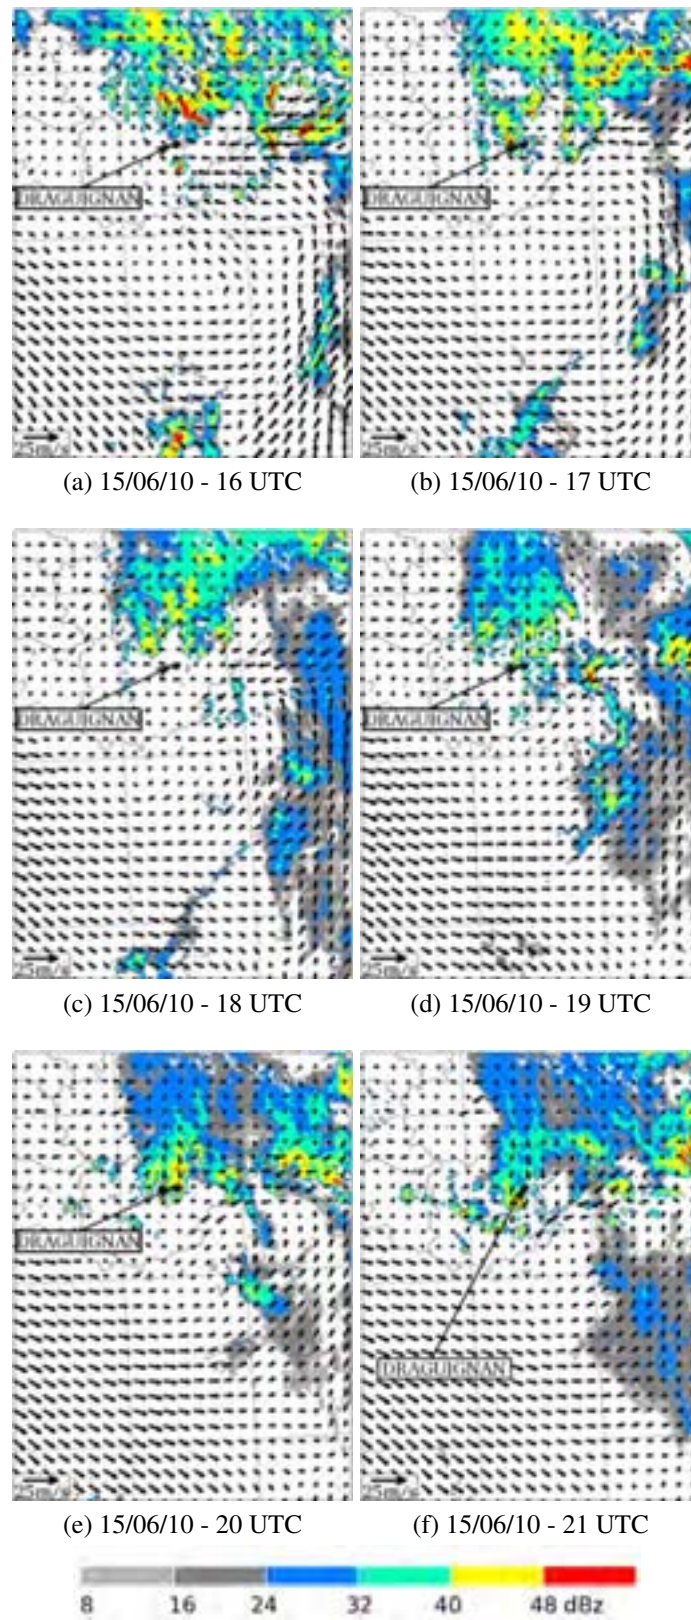 DRAGUIGNAN
25m/s
(a) 15/06/10 - 16 UTC
DRAGUIGNAN
25m/s
(b) 15/06/10 - 17 UTC
DRAGUIGNAN
25m/s
(c) 15/06/10 - 18 UTC
DRAGUIGNAN
25m/s
(d) 15/06/10 - 19 UTC
DRAGUIGNAN
25m/s
(e) 15/06/10 - 20 UTC
DRAGUIGNAN
25m/s
(f) 15/06/10 - 21 UTC
8 16 24 32 40 48 dBz